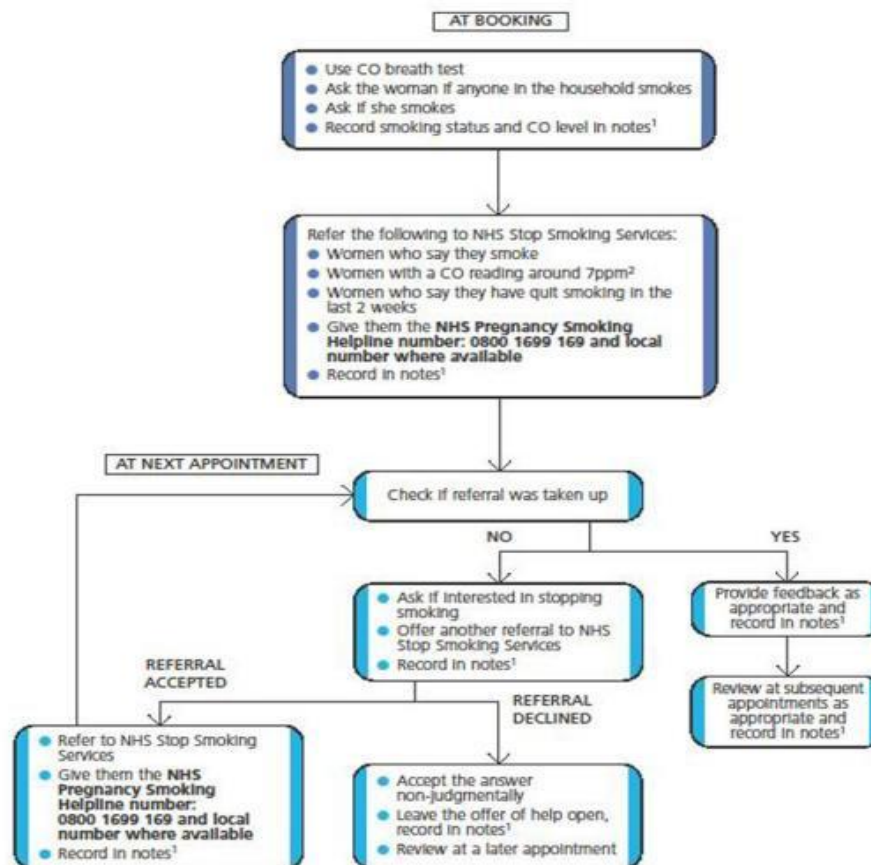 AT BOOKING
● Use CO breath test
● Ask the woman if anyone in the household smokes
● Ask if she smokes
● Record smoking status and CO level in notes¹
Refer the following to NHS Stop Smoking Services:
● Women who say they smoke
● Women with a CO reading around 7ppm²
● Women who say they have quit smoking in the
last 2 weeks
● Give them the NHS Pregnancy Smoking
Helpline number: 0800 1699 169 and local
number where available
● Record in notes¹
AT NEXT APPOINTMENT
Check if referral was taken up
NO
YES
● Ask if interested in stopping
smoking
● Offer another referral to NHS
Stop Smoking Services
● Record in notes¹
Provide feedback as
appropriate and
record in notes¹
Review at subsequent
appointments as
appropriate and
record in notes¹
REFERRAL
ACCEPTED
REFERRAL
DECLINED
● Refer to NHS Stop Smoking
Services
● Give them the NHS
Pregnancy Smoking
Helpline number:
0800 1699 169 and local
number where available
● Record in notes¹
● Accept the answer
non-judgmentally
● Leave the offer of help open,
record in notes¹
● Review at a later appointment